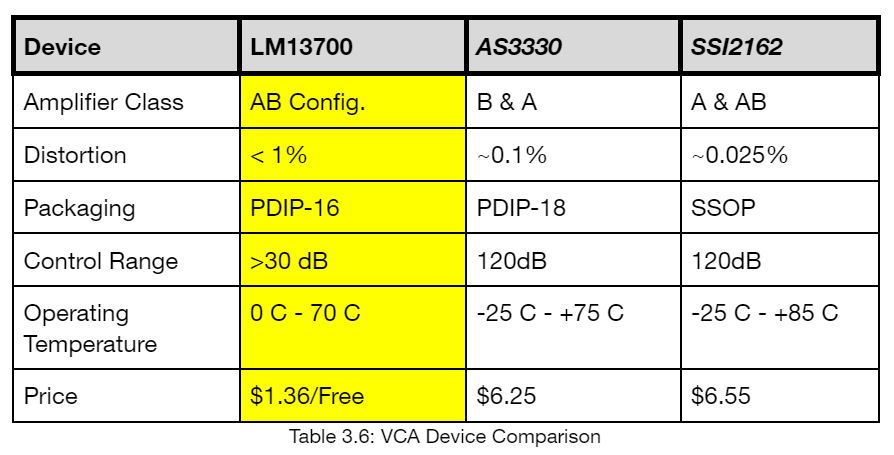 Device LM13700 AS3330 SSI2162
Amplifier Class AB Config. B & A A & AB
Distortion < 1% ~0.1% ~0.025%
Packaging PDIP-16 PDIP-18 SSOP
Control Range >30 dB 120dB 120dB
Operating 0 C - 70 C -25 C - +75 C -25 C - +85 C
Temperature
Price $1.36/Free $6.25 $6.55
Table 3.6: VCA Device Comparison